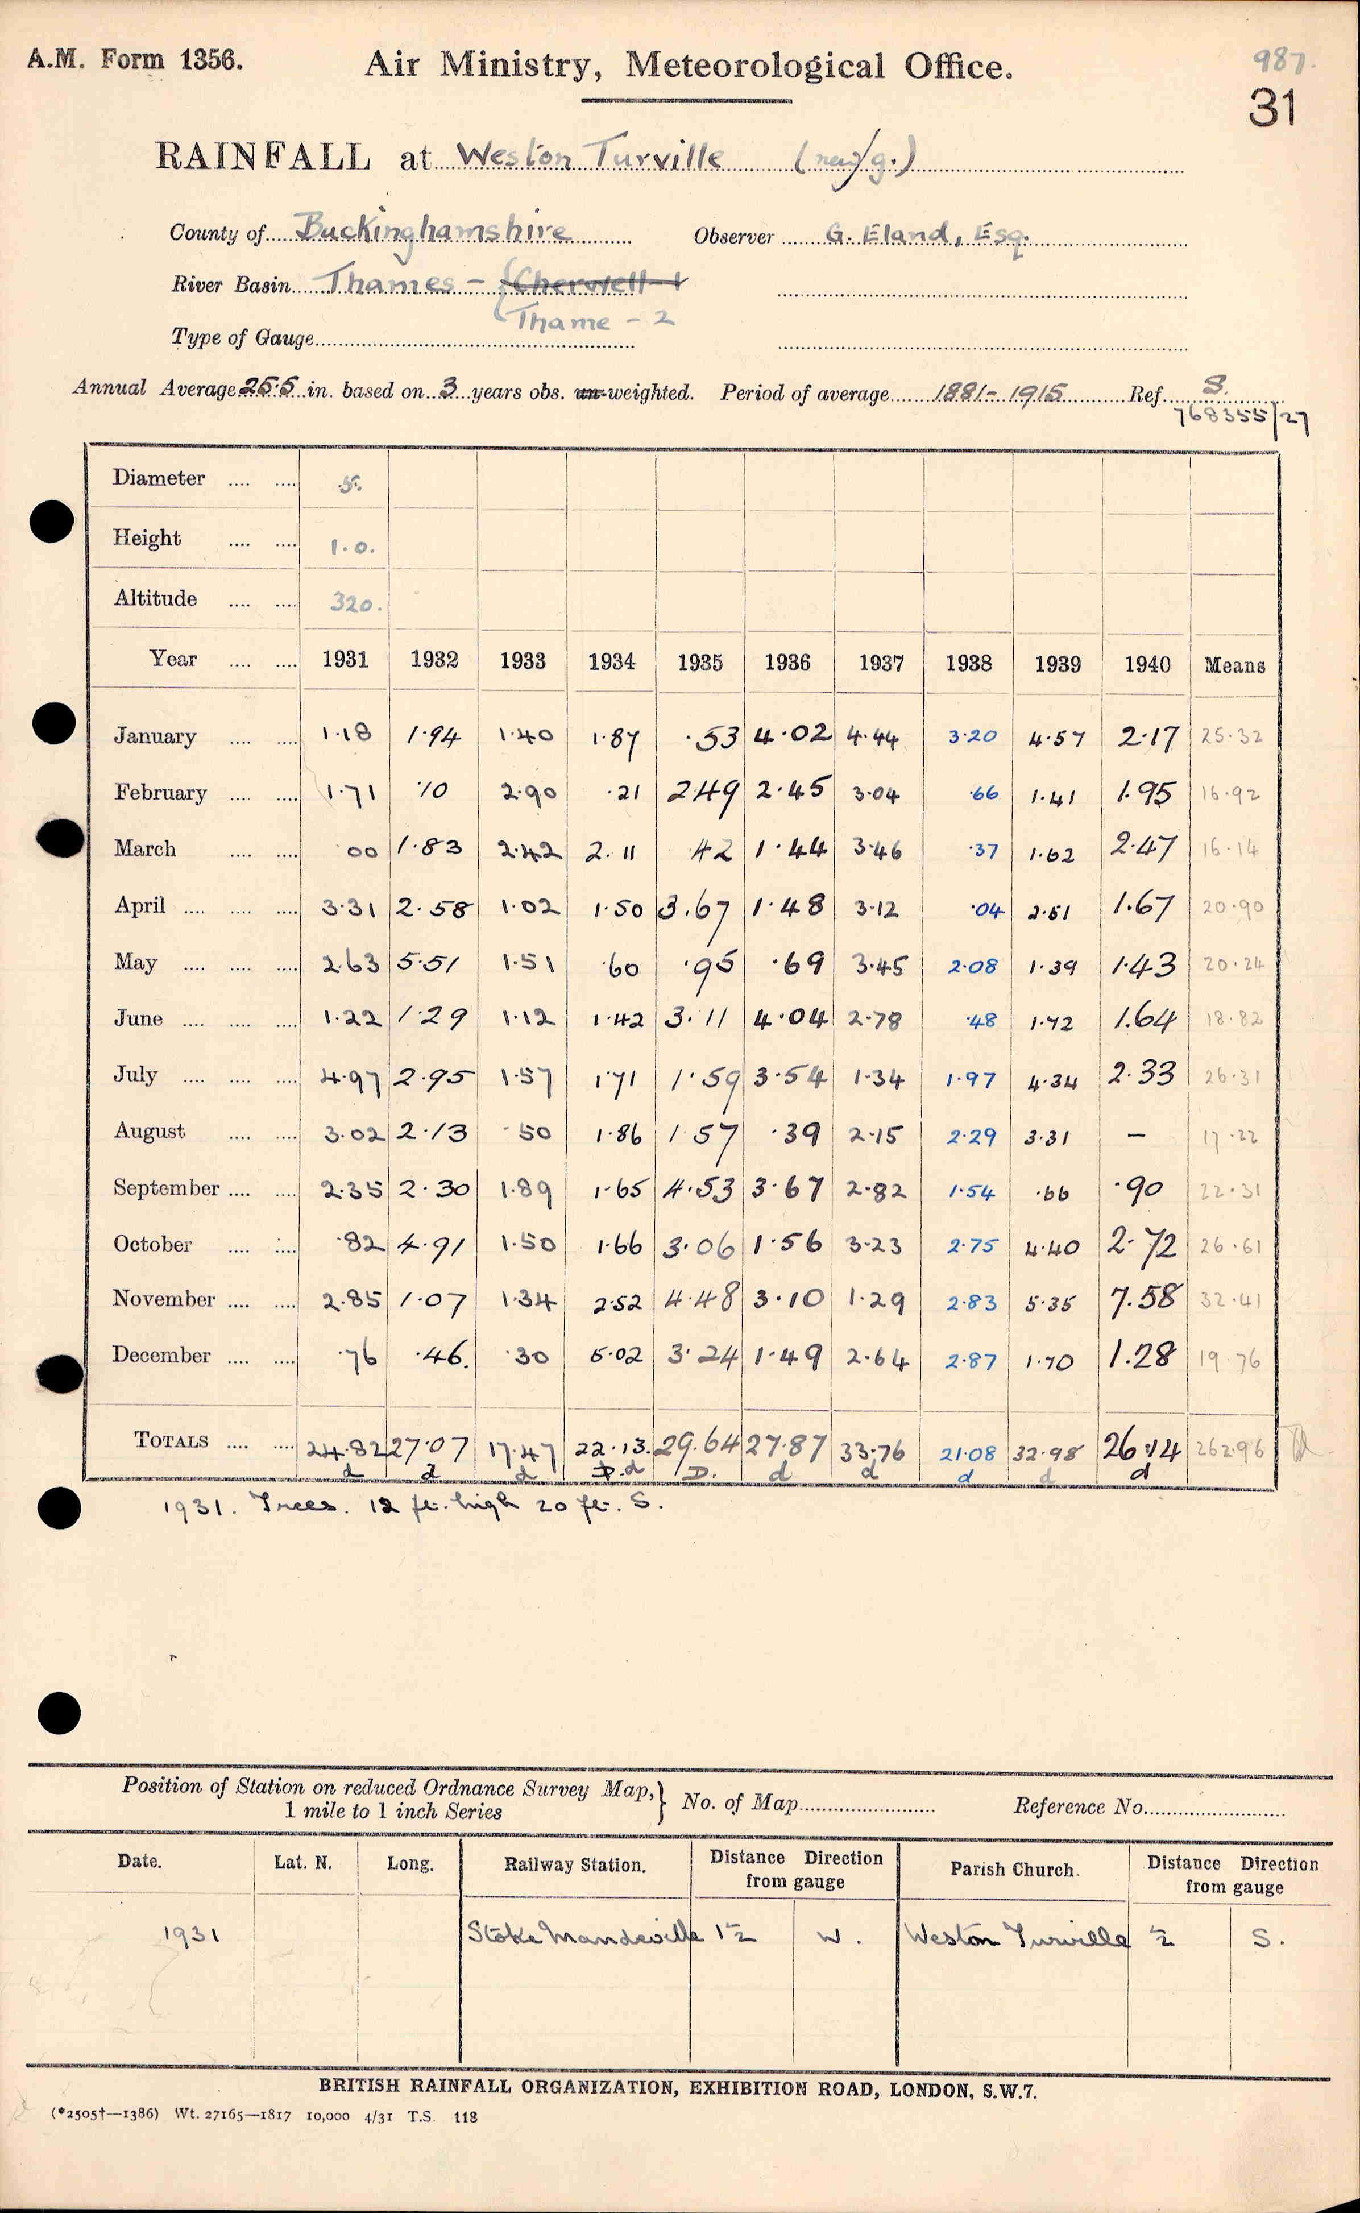 A.M. Form 1356.
Air Ministry, Meteorological Office.
987.
31
RAINFALL at Weston Turville (new/g.)
County of Buckinghamshire Observer G. Eland, Esq.
River Basin Thames - {Cherwell-1
Thame - 2
Type of Gauge
Annual Average 25.5 in. based on 3 years obs. un-weighted. Period of average 1881-1915 Ref. S.
768355/27
Diameter .... .... 5.
Height .... .... 1.0.
Altitude .... .... 320.
Year .... .... 1931 1932 1933 1934 1935 1936 1937 1938 1939 1940 Means
January .... .... 1.18 1.94 1.40 1.87 .53 4.02 4.44 3.20 4.57 2.17 25.32
February .... .... 1.71 .10 2.90 .21 2.49 2.45 3.04 .66 1.41 1.95 16.92
March .... .... 00 1.83 2.42 2.11 42 1.44 3.46 .37 1.62 2.47 16.14
April .... .... .... 3.31 2.58 1.02 1.50 3.67 1.48 3.12 .04 2.51 1.67 20.90
May .... .... .... 2.63 5.51 1.51 .60 .95 .69 3.45 2.08 1.39 1.43 20.24
June .... .... .... 1.22 1.29 1.12 1.42 3.11 4.04 2.78 .48 1.72 1.64 18.82
July .... .... .... 4.97 2.95 1.57 1.71 1.59 3.54 1.34 1.97 4.34 2.33 26.31
August .... .... 3.02 2.13 .50 1.86 1.57 .39 2.15 2.29 3.31 — 17.22
September .... .... 2.35 2.30 1.89 1.65 4.53 3.67 2.82 1.54 .66 .90 22.31
October .... .... .82 4.91 1.50 1.66 3.06 1.56 3.23 2.75 4.40 2.72 26.61
November .... .... 2.85 1.07 1.34 2.52 4.48 3.10 1.29 2.83 5.35 7.58 32.41
December .... .... .76 .46. .30 5.02 3.24 1.49 2.64 2.87 1.70 1.28 19.76
TOTALS .... .... 24.82 27.07 17.47 22.13. 29.64 27.87 33.76 21.08 32.98 26.14 262.96
d d d D.d D. d d d d d
1931. Trees. 12 ft. high 20 ft. S.
Position of Station on reduced Ordnance Survey Map,}
1 mile to 1 inch Series
No. of Map Reference No.
Date. Lat. N. Long. Railway Station. Distance Direction from gauge Parish Church. Distance Direction from gauge
1931 Stoke Mandeville 1½ W. Weston Turville ½ S.
BRITISH RAINFALL ORGANIZATION, EXHIBITION ROAD, LONDON, S.W.7.
(*2505†—1386) Wt. 27165—1817 10,000 4/31 T.S. 118